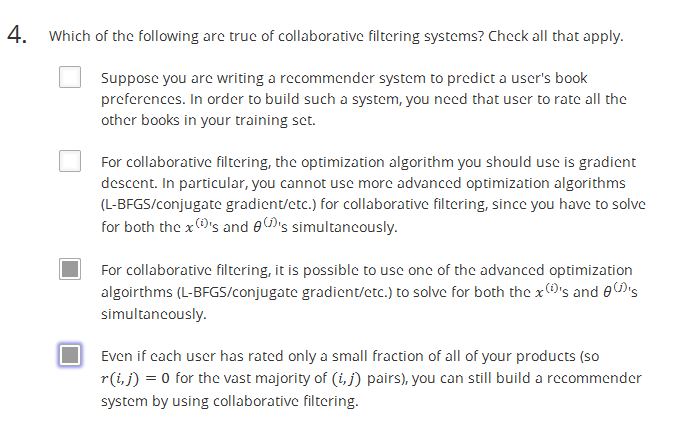 4. Which of the following are true of collaborative filtering systems? Check all that apply.
Suppose you are writing a recommender system to predict a user's book
preferences. In order to build such a system, you need that user to rate all the
other books in your training set.
For collaborative filtering, the optimization algorithm you should use is gradient
descent. In particular, you cannot use more advanced optimization algorithms
(L-BFGS/conjugate gradient/etc.) for collaborative filtering, since you have to solve
for both the x⁽ⁱ⁾'s and θ⁽ʲ⁾'s simultaneously.
For collaborative filtering, it is possible to use one of the advanced optimization
algoirthms (L-BFGS/conjugate gradient/etc.) to solve for both the x⁽ⁱ⁾'s and θ⁽ʲ⁾'s
simultaneously.
Even if each user has rated only a small fraction of all of your products (so
r(i, j) = 0 for the vast majority of (i, j) pairs), you can still build a recommender
system by using collaborative filtering.